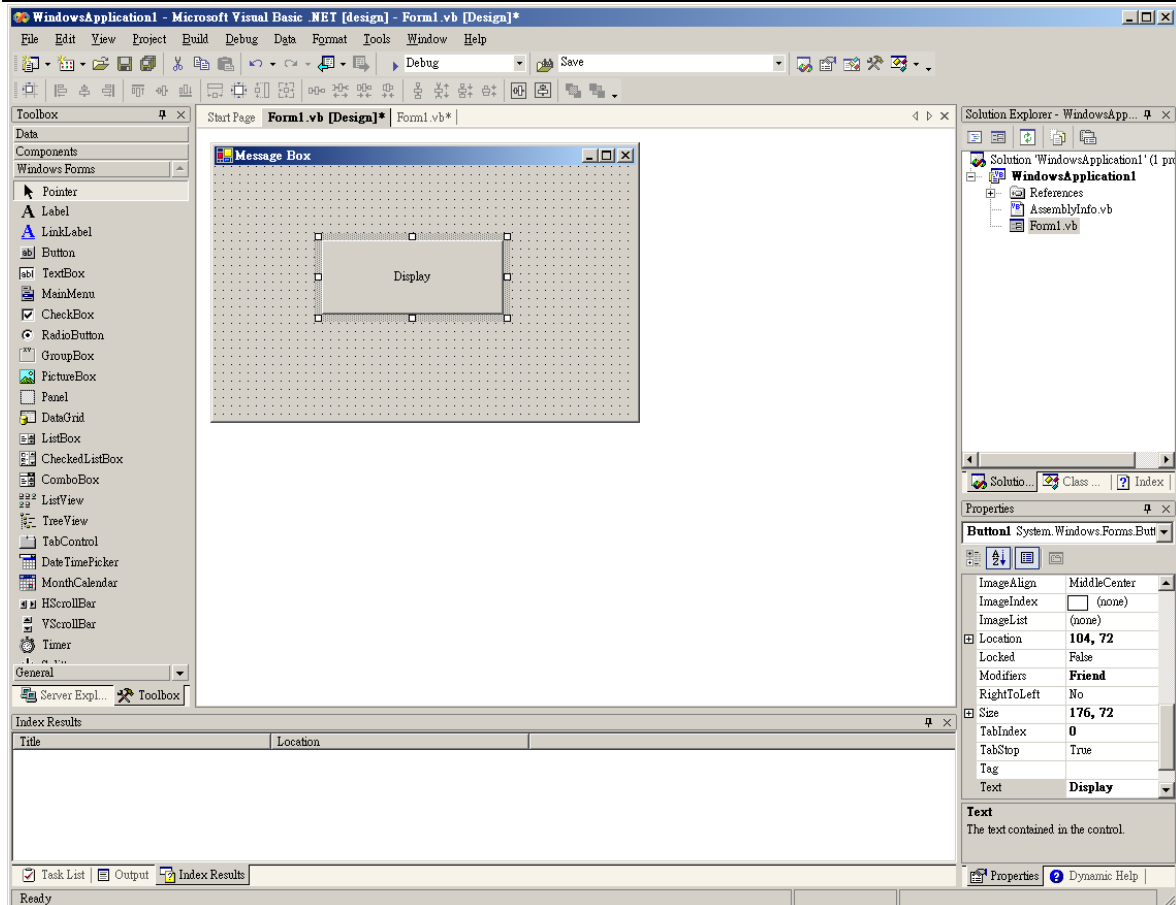 WindowsApplication1 - Microsoft Visual Basic .NET [design] - Form1.vb [Design]*
File Edit View Project Build Debug Data Format Tools Window Help
Debug Save
Toolbox
Data
Components
Windows Forms
Pointer
Label
LinkLabel
Button
TextBox
MainMenu
CheckBox
RadioButton
GroupBox
PictureBox
Panel
DataGrid
ListBox
CheckedListBox
ComboBox
ListView
TreeView
TabControl
DateTimePicker
MonthCalendar
HScrollBar
VScrollBar
Timer
General
Server Expl... Toolbox
Start Page Form1.vb [Design]* Form1.vb*
Message Box
Display
Solution Explorer - WindowsApp...
Solution 'WindowsApplication1' (1 pro
WindowsApplication1
References
AssemblyInfo.vb
Form1.vb
Solutio... Class ... Index
Properties
Button1 System.Windows.Forms.Butt
ImageAlign MiddleCenter
ImageIndex (none)
ImageList (none)
Location 104, 72
Locked False
Modifiers Friend
RightToLeft No
Size 176, 72
TabIndex 0
TabStop True
Tag
Text Display
Text
The text contained in the control.
Properties Dynamic Help
Index Results
Title Location
Task List Output Index Results
Ready